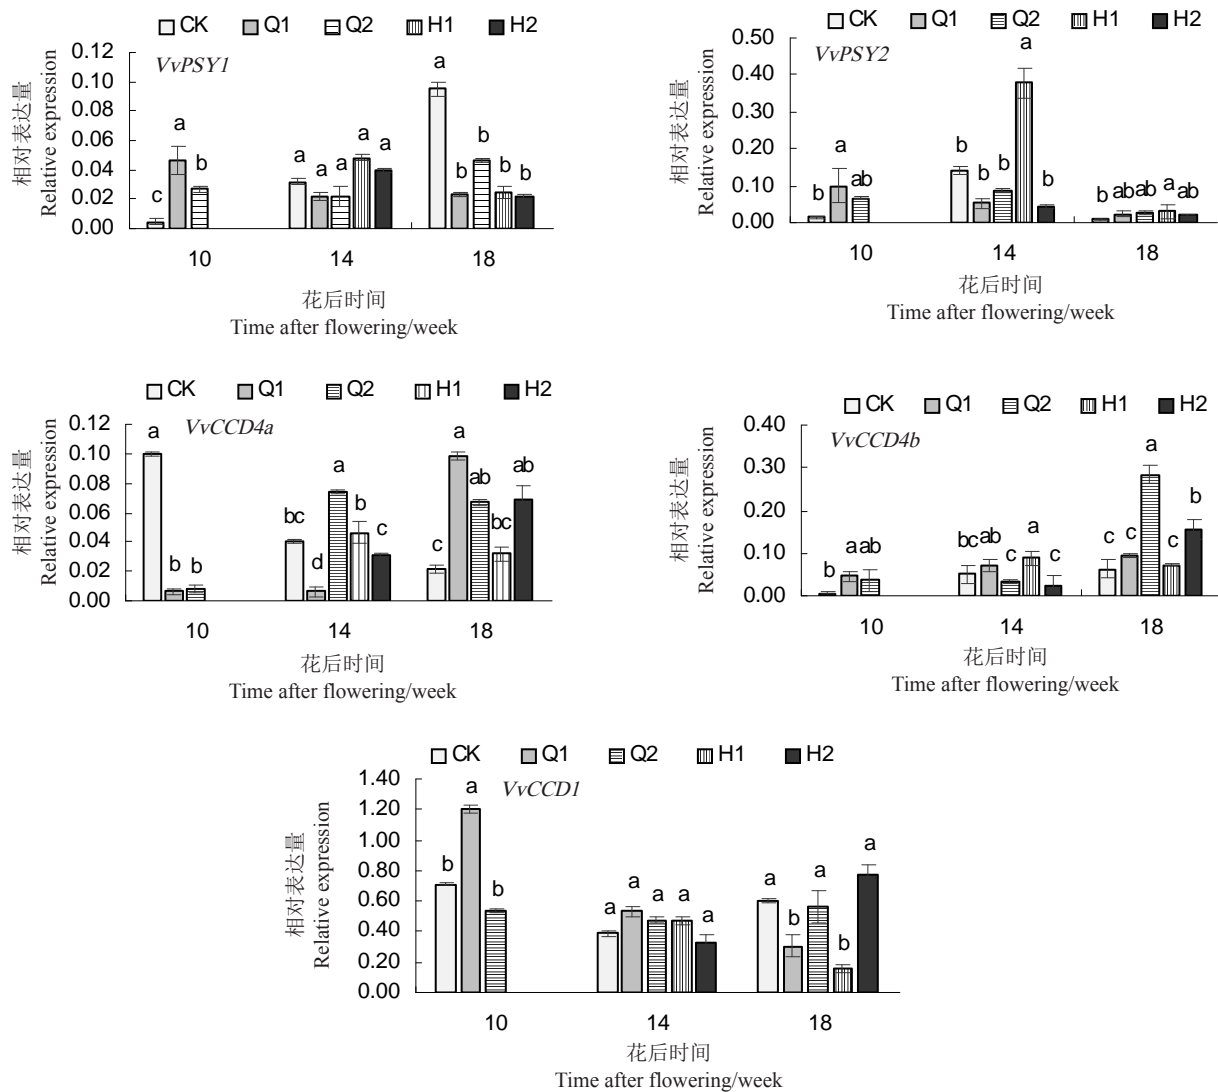 CK Q1 Q2 H1 H2
VvPSY1
0.12
0.10
0.08
0.06
0.04
0.02
0.00
相对表达量
Relative expression
c a b
a a a a a
a b b b b
10 14 18
花后时间
Time after flowering/week
CK Q1 Q2 H1 H2
VvPSY2
0.50
0.40
0.30
0.20
0.10
0.00
相对表达量
Relative expression
b a ab
b b b a b
b ab ab a ab
10 14 18
花后时间
Time after flowering/week
CK Q1 Q2 H1 H2
VvCCD4a
0.12
0.10
0.08
0.06
0.04
0.02
0.00
相对表达量
Relative expression
a b b
bc d a b c
c a ab bc ab
10 14 18
花后时间
Time after flowering/week
CK Q1 Q2 H1 H2
VvCCD4b
0.40
0.30
0.20
0.10
0.00
相对表达量
Relative expression
b a ab
bc ab c a c
c c a c b
10 14 18
花后时间
Time after flowering/week
CK Q1 Q2 H1 H2
VvCCD1
1.40
1.20
1.00
0.80
0.60
0.40
0.20
0.00
相对表达量
Relative expression
b a b
a a a a a
a b a b a
10 14 18
花后时间
Time after flowering/week